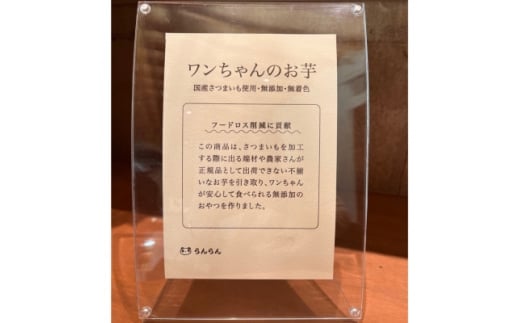 ワンちゃんのお芋
国産さつまいも使用・無添加・無着色
フードロス削減に貢献
この商品は、さつまいもを加工
する際に出る端材や農家さんが
正規品として出荷できない不揃
いなお芋を引き取り、ワンちゃん
が安心して食べられる無添加の
おやつを作りました。
らんらん